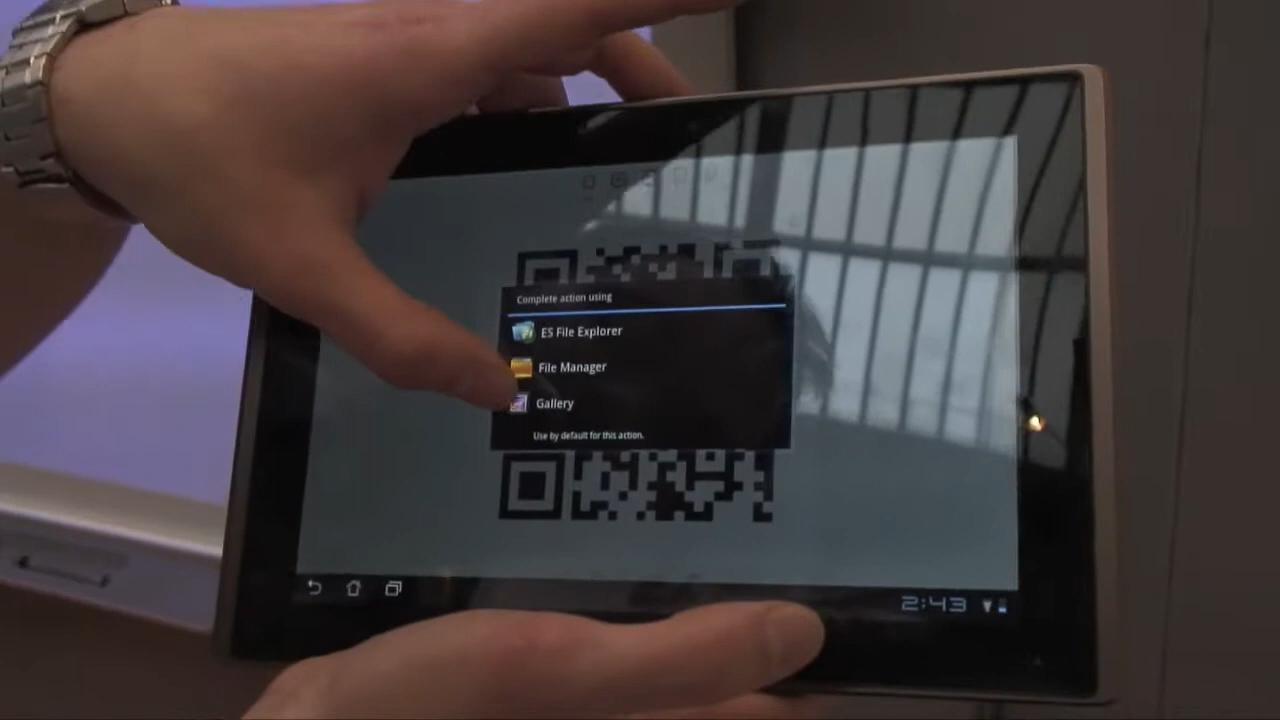 Complete action using
ES File Explorer
File Manager
Gallery
Use by default for this action.
2:43